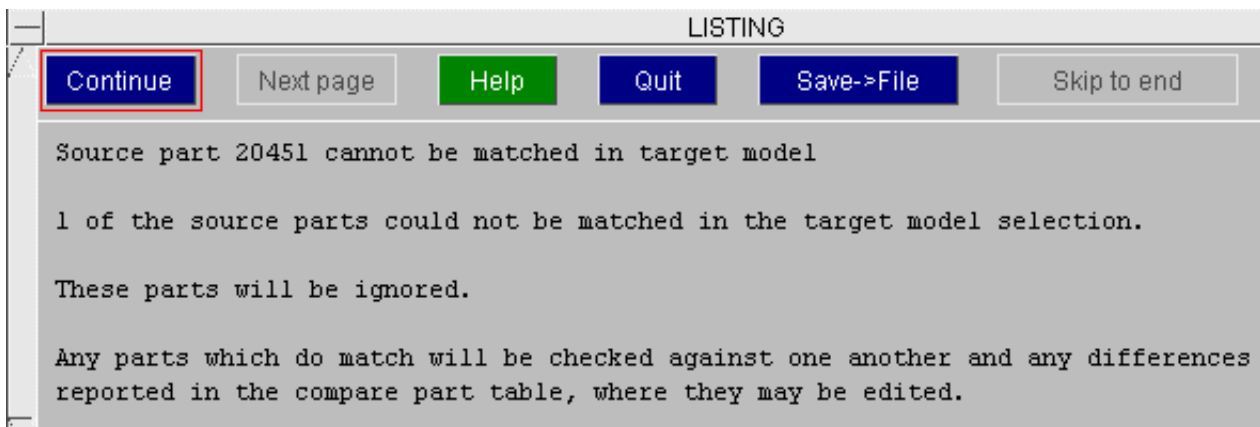 LISTING
Continue Next page Help Quit Save->File Skip to end
Source part 20451 cannot be matched in target model
1 of the source parts could not be matched in the target model selection.
These parts will be ignored.
Any parts which do match will be checked against one another and any differences
reported in the compare part table, where they may be edited.